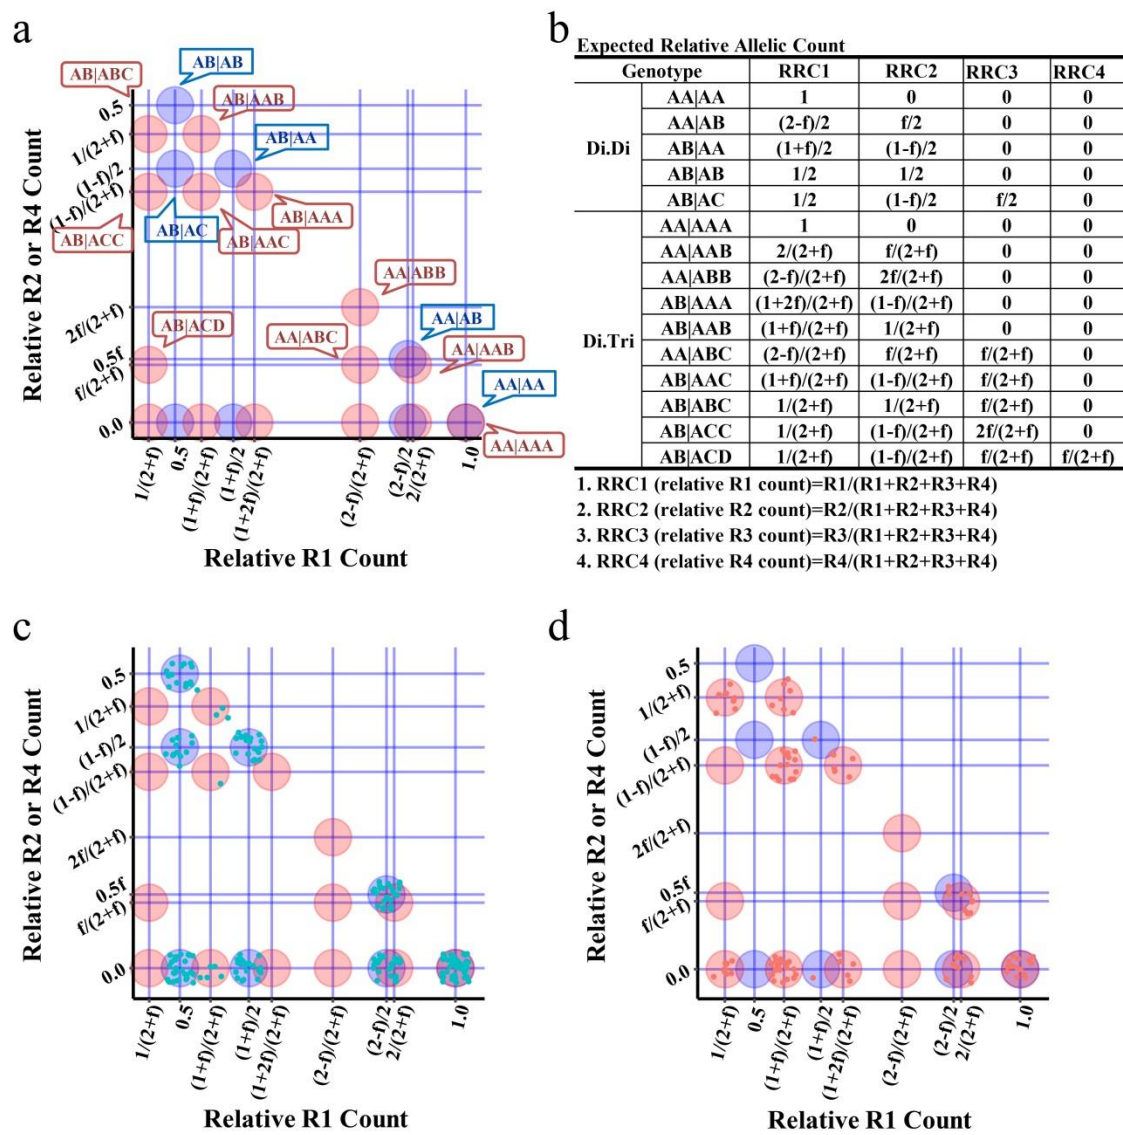 a
AB|AB
AB|ABC
AB|AAB
AB|AA
AB|AAA
AB|ACC
AB|AC
AB|AAC
AA|ABB
AB|ACD
AA|ABC
AA|AB
AA|AAB
AA|AA
AA|AAA
Relative R2 or R4 Count
0.5
1/(2+f)
(1-f)/2
(1-f)/(2+f)
2f/(2+f)
0.5f
f/(2+f)
0.0
1/(2+f)
0.5
(1+f)/(2+f)
(1+f)/2
(1+2f)/(2+f)
(2-f)/(2+f)
(2-f)/2
2/(2+f)
1.0
Relative R1 Count
b
Expected Relative Allelic Count
Genotype RRC1 RRC2 RRC3 RRC4
Di.Di
AA|AA 1 0 0 0
AA|AB (2-f)/2 f/2 0 0
AB|AA (1+f)/2 (1-f)/2 0 0
AB|AB 1/2 1/2 0 0
AB|AC 1/2 (1-f)/2 f/2 0
Di.Tri
AA|AAA 1 0 0 0
AA|AAB 2/(2+f) f/(2+f) 0 0
AA|ABB (2-f)/(2+f) 2f/(2+f) 0 0
AB|AAA (1+2f)/(2+f) (1-f)/(2+f) 0 0
AB|AAB (1+f)/(2+f) 1/(2+f) 0 0
AA|ABC (2-f)/(2+f) f/(2+f) f/(2+f) 0
AB|AAC (1+f)/(2+f) (1-f)/(2+f) f/(2+f) 0
AB|ABC 1/(2+f) 1/(2+f) f/(2+f) 0
AB|ACC 1/(2+f) (1-f)/(2+f) 2f/(2+f) 0
AB|ACD 1/(2+f) (1-f)/(2+f) f/(2+f) f/(2+f)
1. RRC1 (relative R1 count)=R1/(R1+R2+R3+R4)
2. RRC2 (relative R2 count)=R2/(R1+R2+R3+R4)
3. RRC3 (relative R3 count)=R3/(R1+R2+R3+R4)
4. RRC4 (relative R4 count)=R4/(R1+R2+R3+R4)
c
Relative R2 or R4 Count
0.5
1/(2+f)
(1-f)/2
(1-f)/(2+f)
2f/(2+f)
0.5f
f/(2+f)
0.0
1/(2+f)
0.5
(1+f)/(2+f)
(1+f)/2
(1+2f)/(2+f)
(2-f)/(2+f)
(2-f)/2
2/(2+f)
1.0
Relative R1 Count
d
Relative R2 or R4 Count
0.5
1/(2+f)
(1-f)/2
(1-f)/(2+f)
2f/(2+f)
0.5f
f/(2+f)
0.0
1/(2+f)
0.5
(1+f)/(2+f)
(1+f)/2
(1+2f)/(2+f)
(2-f)/(2+f)
(2-f)/2
2/(2+f)
1.0
Relative R1 Count